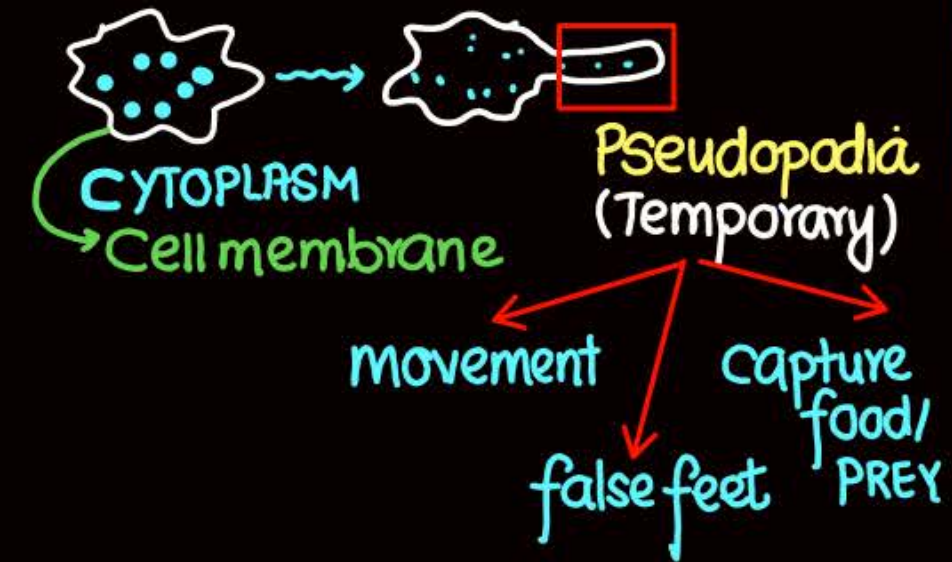 CYTOPLASM
Cell membrane
Pseudopodia
(Temporary)
movement
capture
food/
PREY
false feet